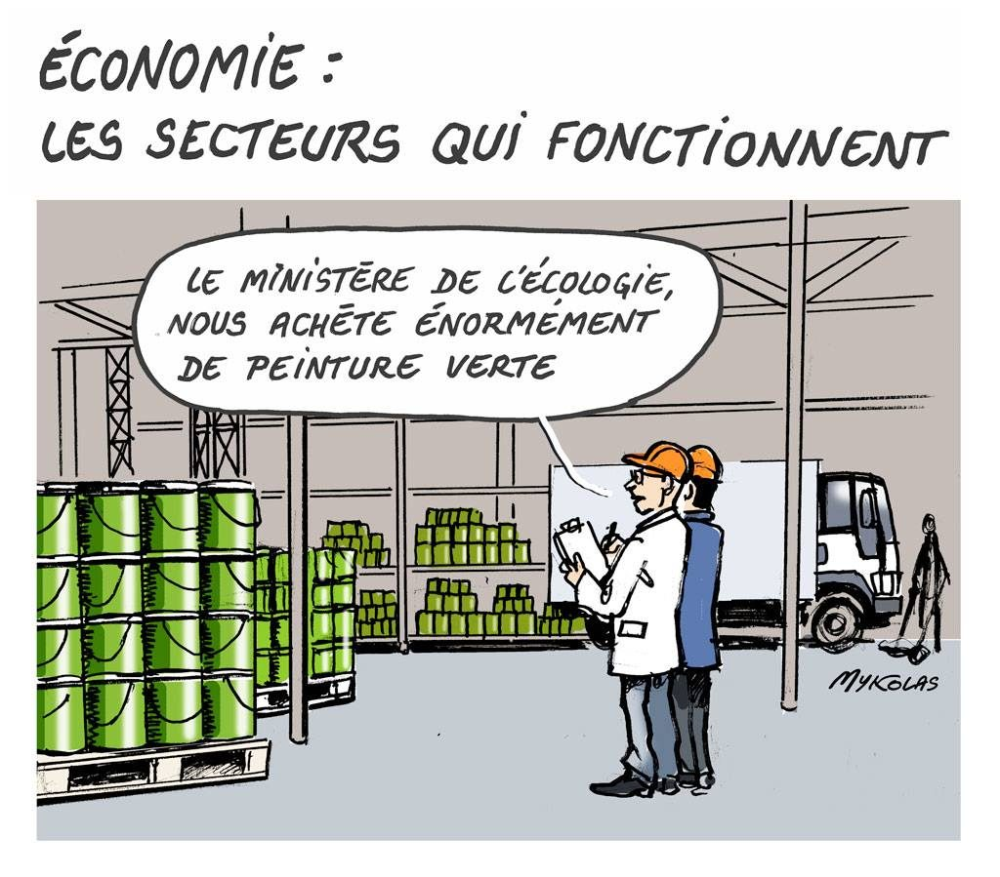 ÉCONOMIE :
LES SECTEURS QUI FONCTIONNENT
LE MINISTÈRE DE L'ÉCOLOGIE,
NOUS ACHÈTE ÉNORMÉMENT
DE PEINTURE VERTE
MYKOLAS